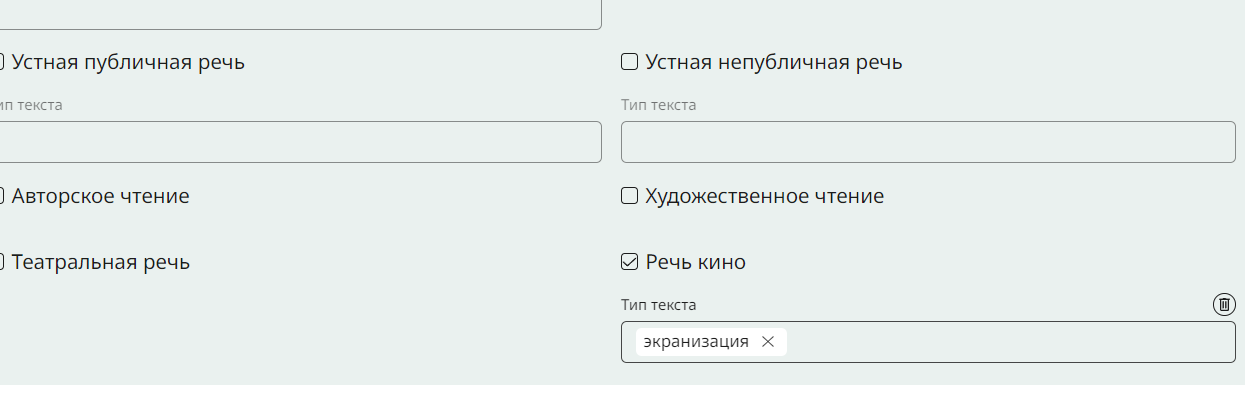 Устная публичная речь
Устная непубличная речь
текста
Тип текста
Авторское чтение
Художественное чтение
Театральная речь
Речь кино
Тип текста
экранизация